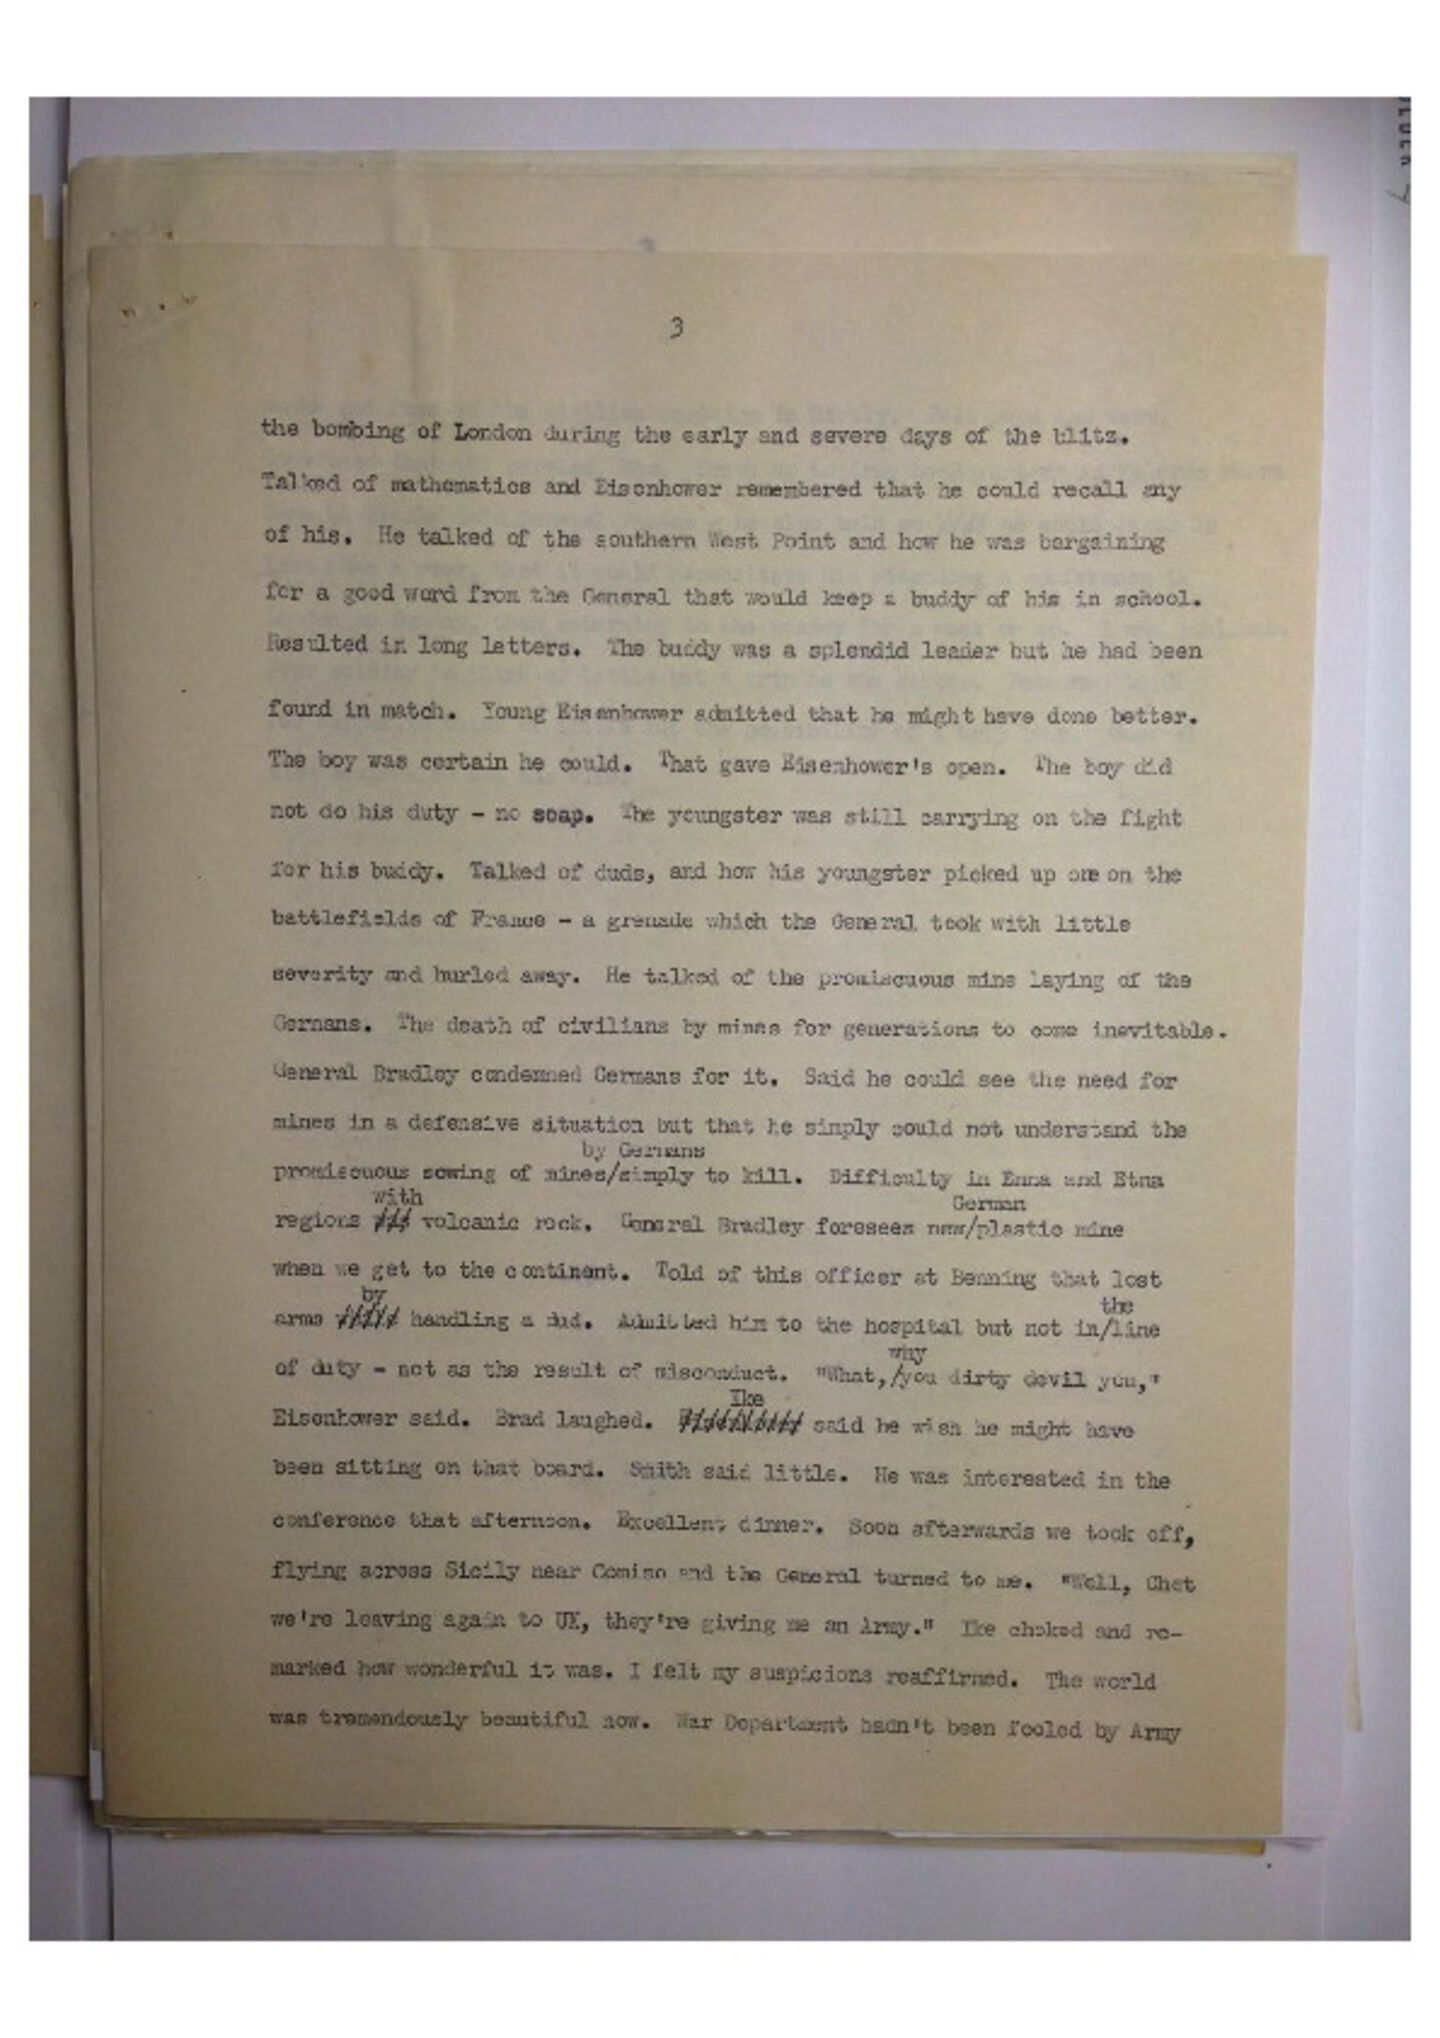 3
the bombing of London during the early and severe days of the blitz.
Talked of mathematics and Eisenhower remembered that he could recall any
of his. He talked of the southern West Point and how he was bargaining
for a good word from the General that would keep a buddy of his in school.
Resulted in long letters. The buddy was a splendid leader but he had been
found in match. Young Eisenhower admitted that he might have done better.
The boy was certain he could. That gave Eisenhower's open. The boy did
not do his duty - no soap. The youngster was still carrying on the fight
for his buddy. Talked of duds, and how his youngster picked up one on the
battlefields of France - a grenade which the General took with little
severity and hurled away. He talked of the promiscuous mine laying of the
Germans. The death of civilians by mines for generations to come inevitable.
General Bradley condemned Germans for it. Said he could see the need for
mines in a defensive situation but that he simply could not understand the
by Germans
promiscuous sowing of mines/simply to kill. Difficulty in Enna and Etna
with German
regions volcanic rock. General Bradley foresees new/plastic mine
when we get to the continent. Told of this officer at Benning that lost
by the
arms handling a dud. Admitted him to the hospital but not in/line
why
of duty - not as the result of misconduct. "What,/you dirty devil you,"
Ike
Eisenhower said. Brad laughed. said he wish he might have
been sitting on that board. Smith said little. He was interested in the
conference that afternoon. Excellent dinner. Soon afterwards we took off,
flying across Sicily near Comiso and the General turned to me. "Well, Chet
we're leaving again to UK, they're giving me an Army." Ike choked and re-
marked how wonderful it was. I felt my suspicions reaffirmed. The world
was tremendously beautiful now. War Department hadn't been fooled by Army